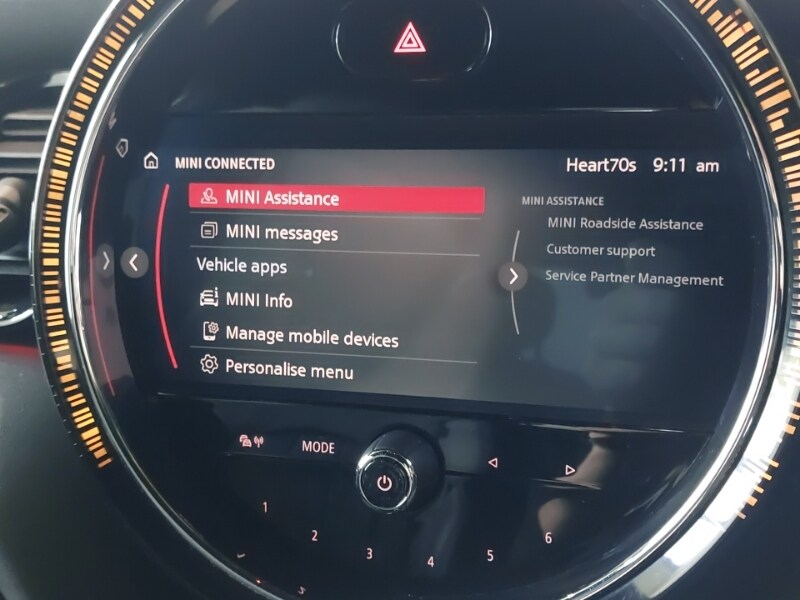 MINI CONNECTED
Heart70s 9:11 am
MINI Assistance
MINI messages
Vehicle apps
MINI Info
Manage mobile devices
Personalise menu
MINI ASSISTANCE
MINI Roadside Assistance
Customer support
Service Partner Management
MODE
1
2
3
4
5
6